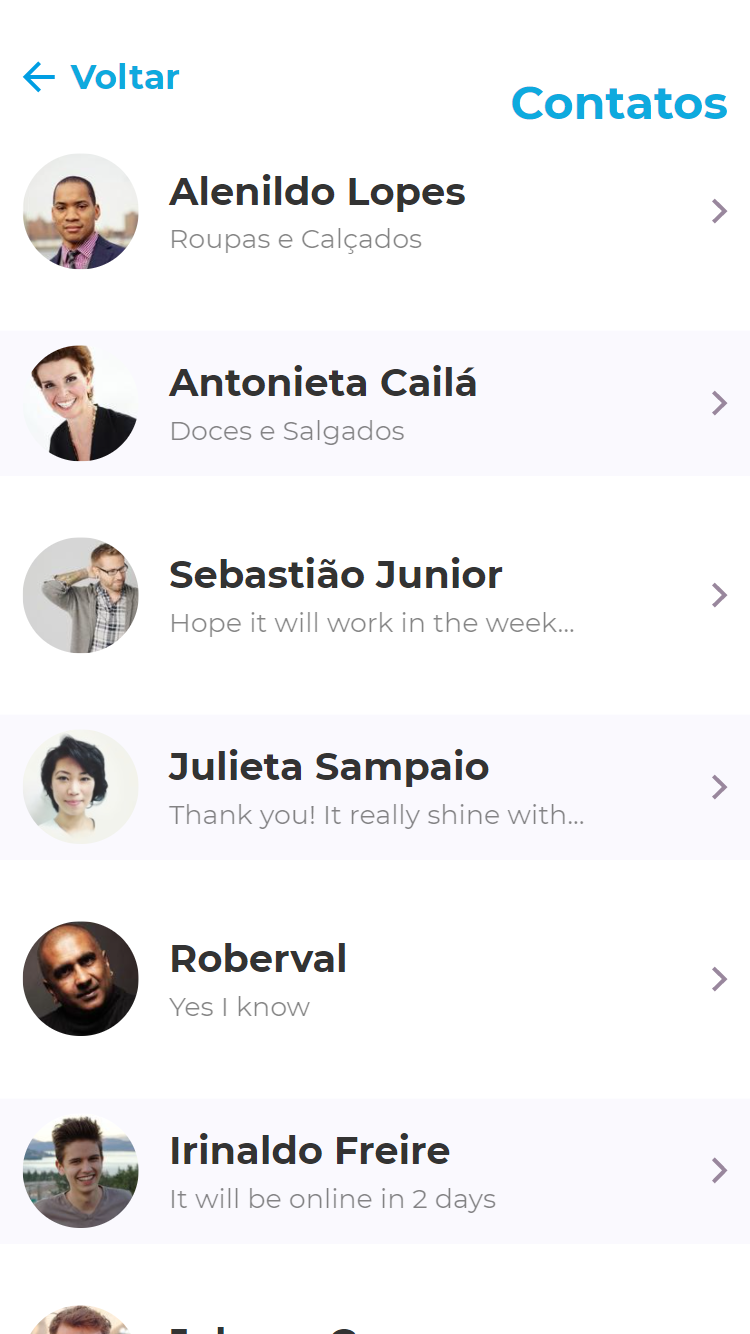 Voltar
Contatos
Alenildo Lopes
Roupas e Calçados
Antonieta Cailá
Doces e Salgados
Sebastião Junior
Hope it will work in the week...
Julieta Sampaio
Thank you! It really shine with...
Roberval
Yes I know
Irinaldo Freire
It will be online in 2 days